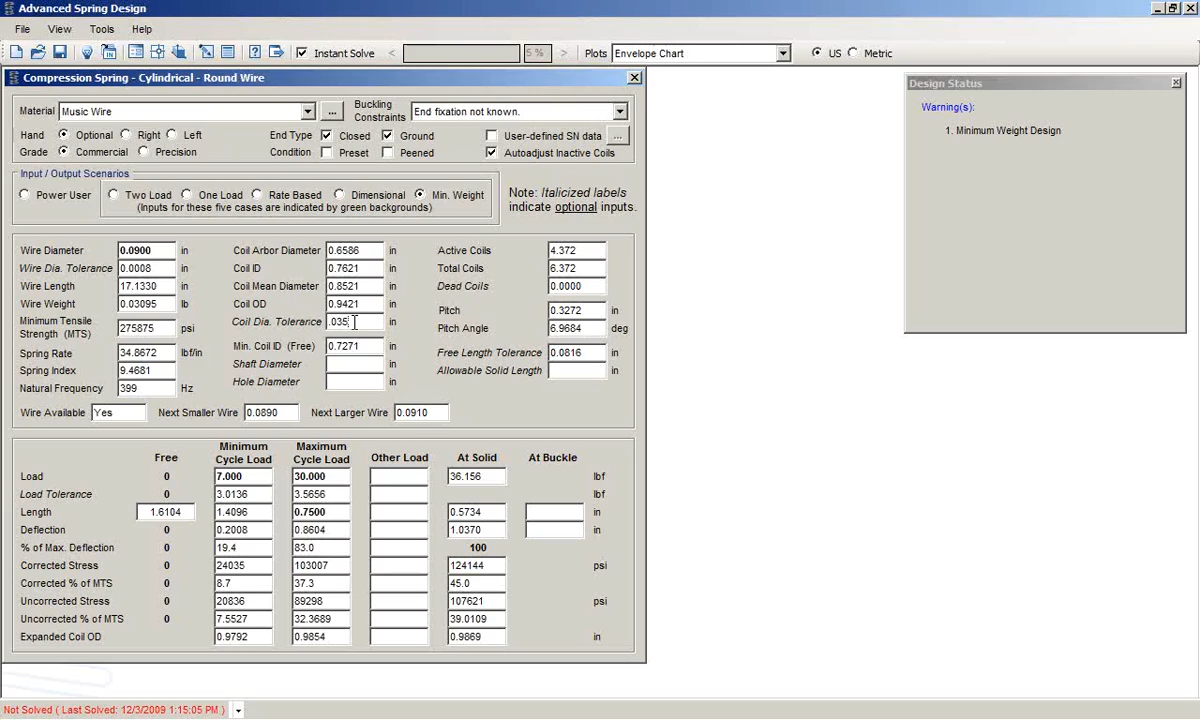 Advanced Spring Design
File View Tools Help
Instant Solve < 5 % > Plots Envelope Chart US Metric
Compression Spring - Cylindrical - Round Wire
Design Status
Warning(s):
1. Minimum Weight Design
Material Music Wire ... Buckling Constraints End fixation not known.
Hand Optional Right Left End Type Closed Ground User-defined SN data ...
Grade Commercial Precision Condition Preset Peened Autoadjust Inactive Coils
Input / Output Scenarios
Power User Two Load One Load Rate Based Dimensional Min. Weight
(Inputs for these five cases are indicated by green backgrounds)
Note: Italicized labels
indicate optional inputs.
Wire Diameter 0.0900 in Coil Arbor Diameter 0.6586 in Active Coils 4.372
Wire Dia. Tolerance 0.0008 in Coil ID 0.7621 in Total Coils 6.372
Wire Length 17.1330 in Coil Mean Diameter 0.8521 in Dead Coils 0.0000
Wire Weight 0.03095 lb Coil OD 0.9421 in Pitch 0.3272 in
Minimum Tensile Strength (MTS) 275875 psi Coil Dia. Tolerance .035 in Pitch Angle 6.9684 deg
Spring Rate 34.8672 lbf/in Min. Coil ID (Free) 0.7271 in Free Length Tolerance 0.0816 in
Spring Index 9.4681 Shaft Diameter in Allowable Solid Length in
Natural Frequency 399 Hz Hole Diameter in
Wire Available Yes Next Smaller Wire 0.0890 Next Larger Wire 0.0910
Free Minimum Cycle Load Maximum Cycle Load Other Load At Solid At Buckle
Load 0 7.000 30.000 36.156 lbf
Load Tolerance 0 3.0136 3.5656 lbf
Length 1.6104 1.4096 0.7500 0.5734 in
Deflection 0 0.2008 0.8604 1.0370 in
% of Max. Deflection 0 19.4 83.0 100
Corrected Stress 0 24035 103007 124144 psi
Corrected % of MTS 0 8.7 37.3 45.0
Uncorrected Stress 0 20836 89298 107621 psi
Uncorrected % of MTS 0 7.5527 32.3689 39.0109
Expanded Coil OD 0.9792 0.9854 0.9869 in
Not Solved ( Last Solved: 12/3/2009 1:15:05 PM )